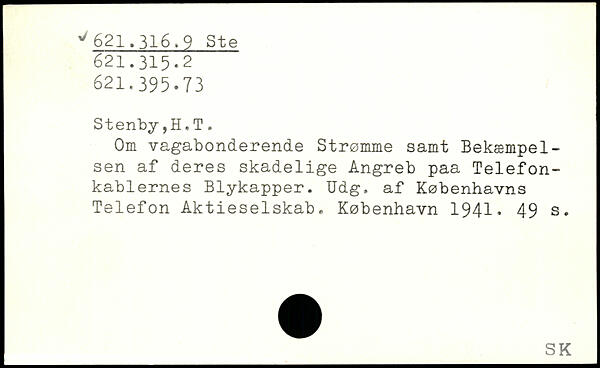 621.316.9 Ste
621.315.2
621.395.73
Stenby,H.T.
Om vagabonderende Strømme samt Bekæmpel-
sen af deres skadelige Angreb paa Telefon-
kablernes Blykapper. Udg. af Københavns
Telefon Aktieselskab. København 1941. 49 s.
SK